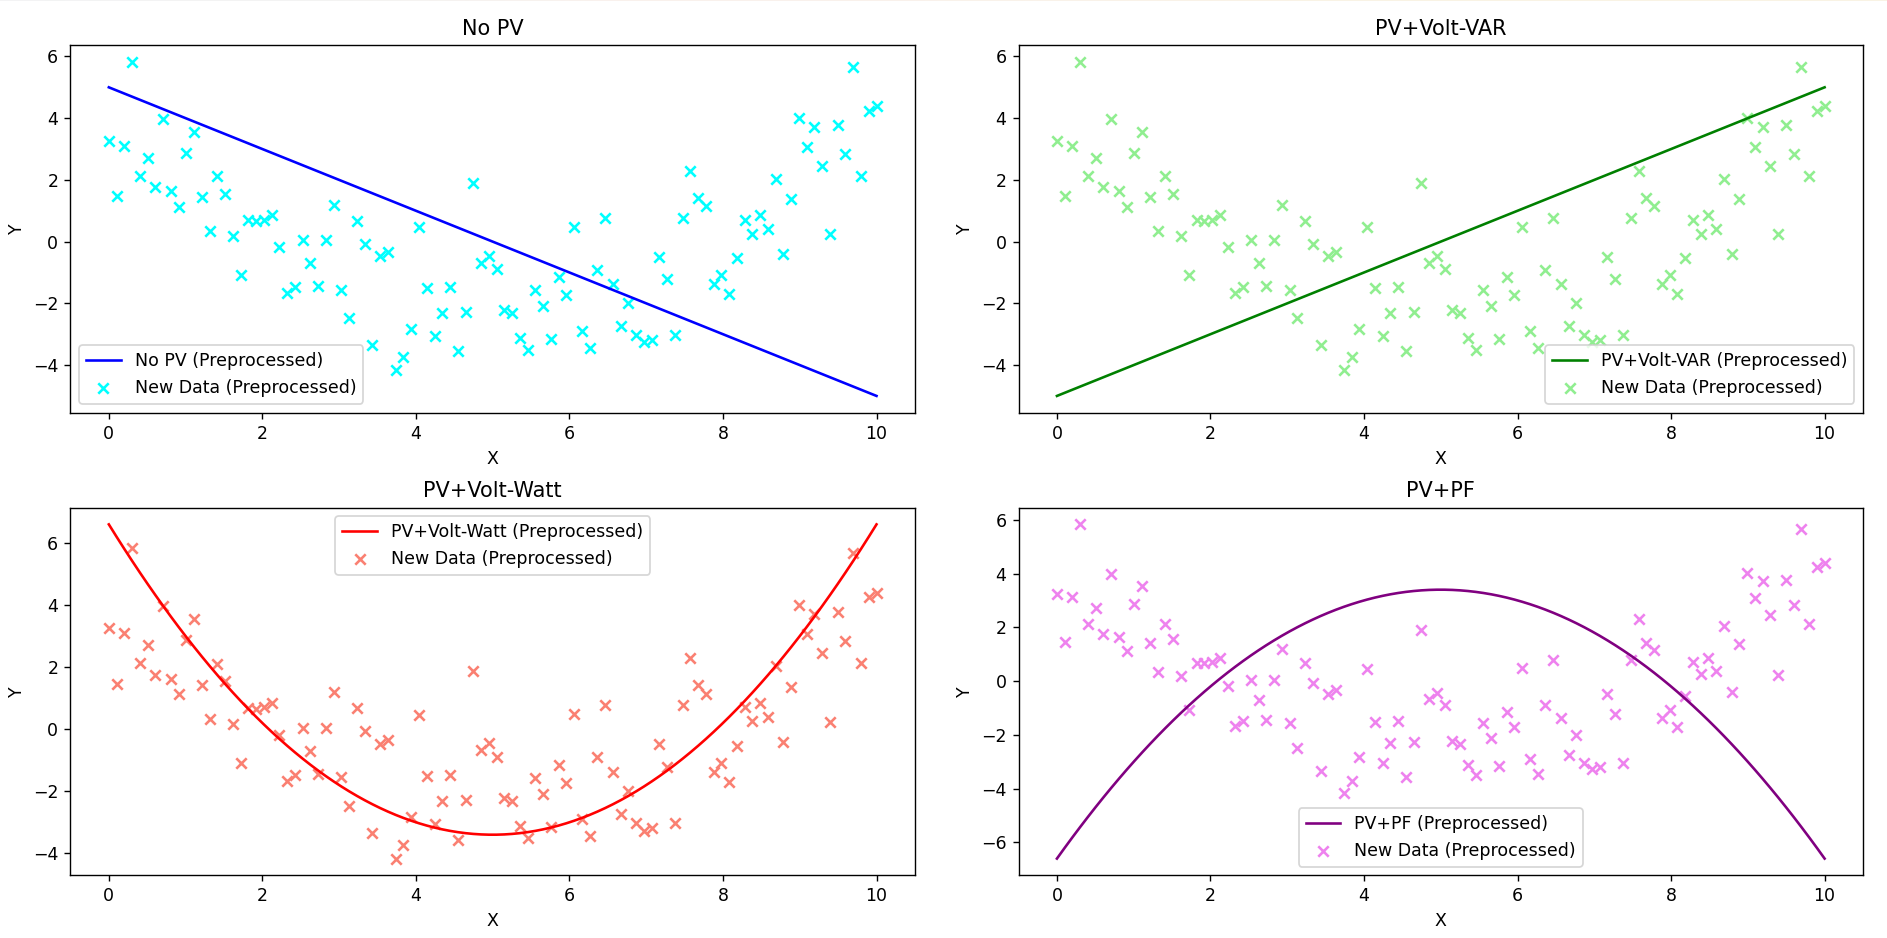 No PV
6
4
2
0
−2
−4
Y
No PV (Preprocessed)
New Data (Preprocessed)
0 2 4 6 8 10
X
PV+Volt-VAR
6
4
2
0
−2
−4
Y
PV+Volt-VAR (Preprocessed)
New Data (Preprocessed)
0 2 4 6 8 10
X
PV+Volt-Watt
6
4
2
0
−2
−4
Y
PV+Volt-Watt (Preprocessed)
New Data (Preprocessed)
0 2 4 6 8 10
X
PV+PF
6
4
2
0
−2
−4
−6
Y
PV+PF (Preprocessed)
New Data (Preprocessed)
0 2 4 6 8 10
X